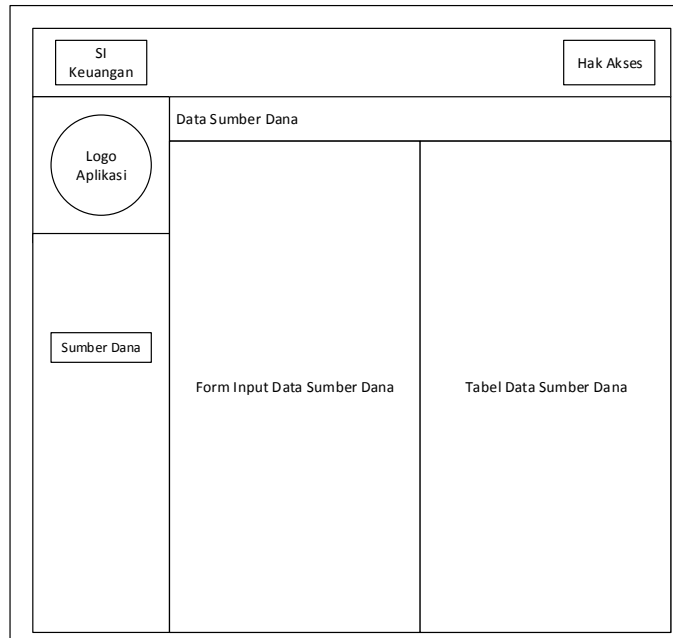 SI
Keuangan
Hak Akses
Data Sumber Dana
Logo
Aplikasi
Sumber Dana
Form Input Data Sumber Dana
Tabel Data Sumber Dana